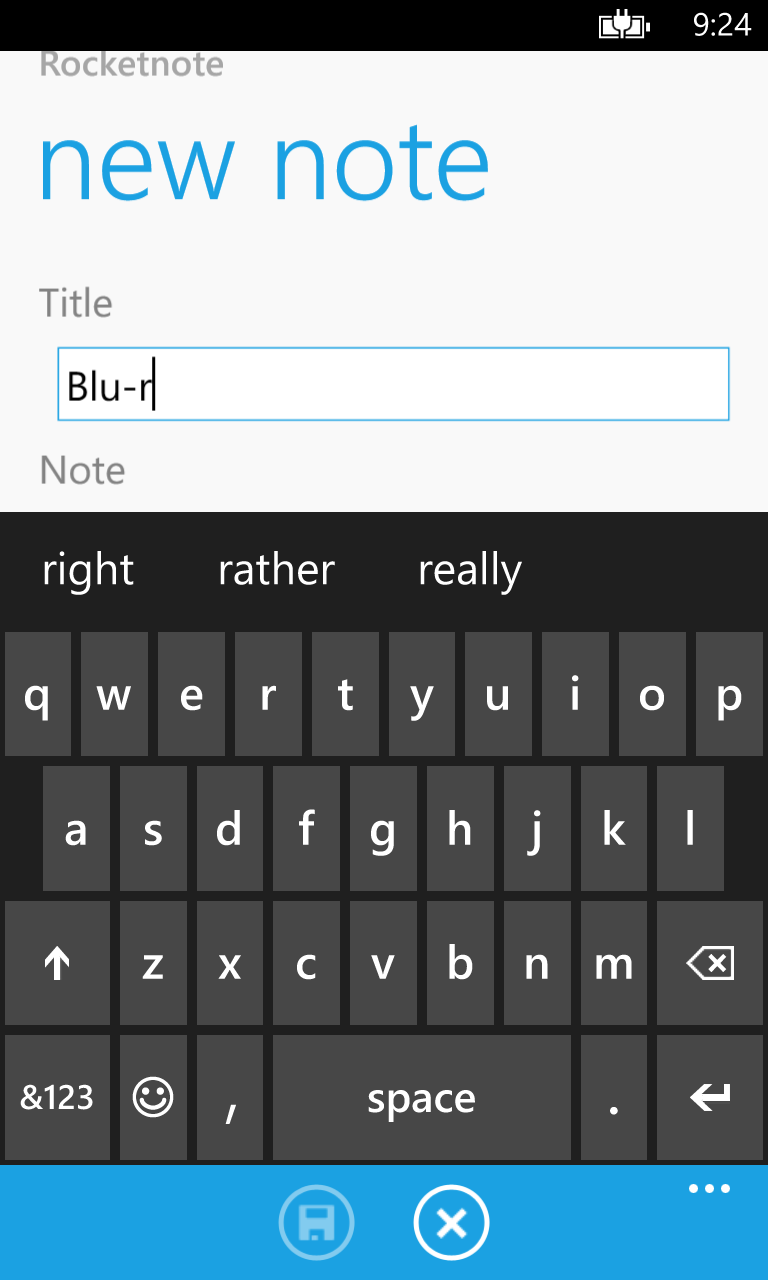 9:24
Rocketnote
new note
Title
Blu-r
Note
right rather really
q w e r t y u i o p
a s d f g h j k l
z x c v b n m
&123 , space .